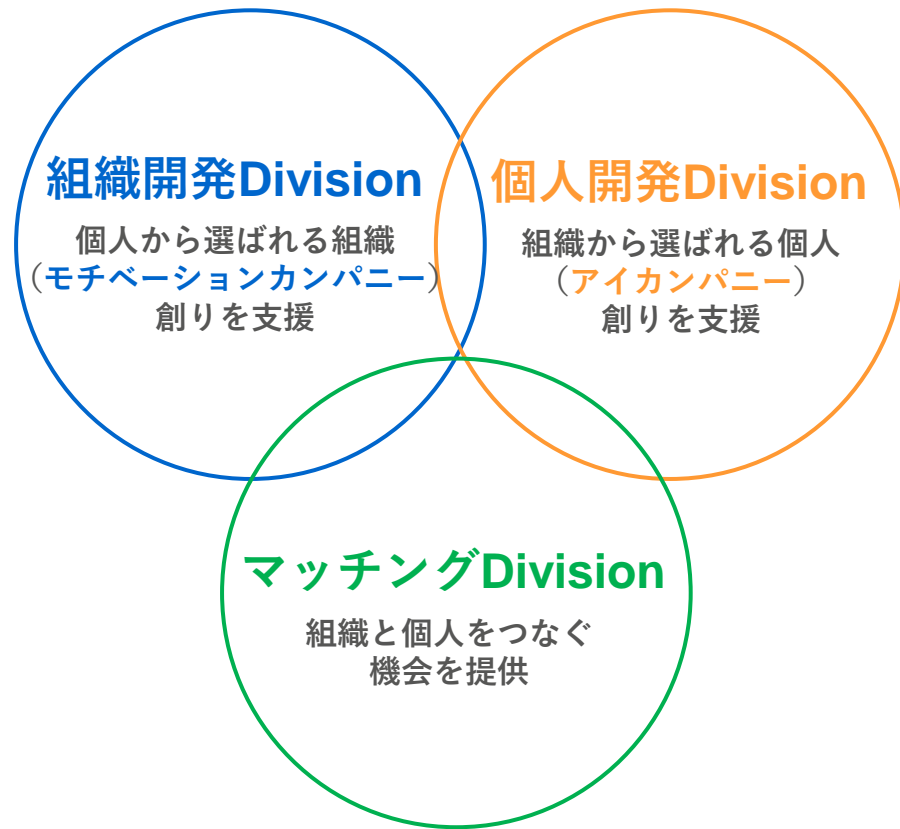 組織開発Division
個人から選ばれる組織
（モチベーションカンパニー）
創りを支援
個人開発Division
組織から選ばれる個人
（アイカンパニー）
創りを支援
マッチングDivision
組織と個人をつなぐ
機会を提供